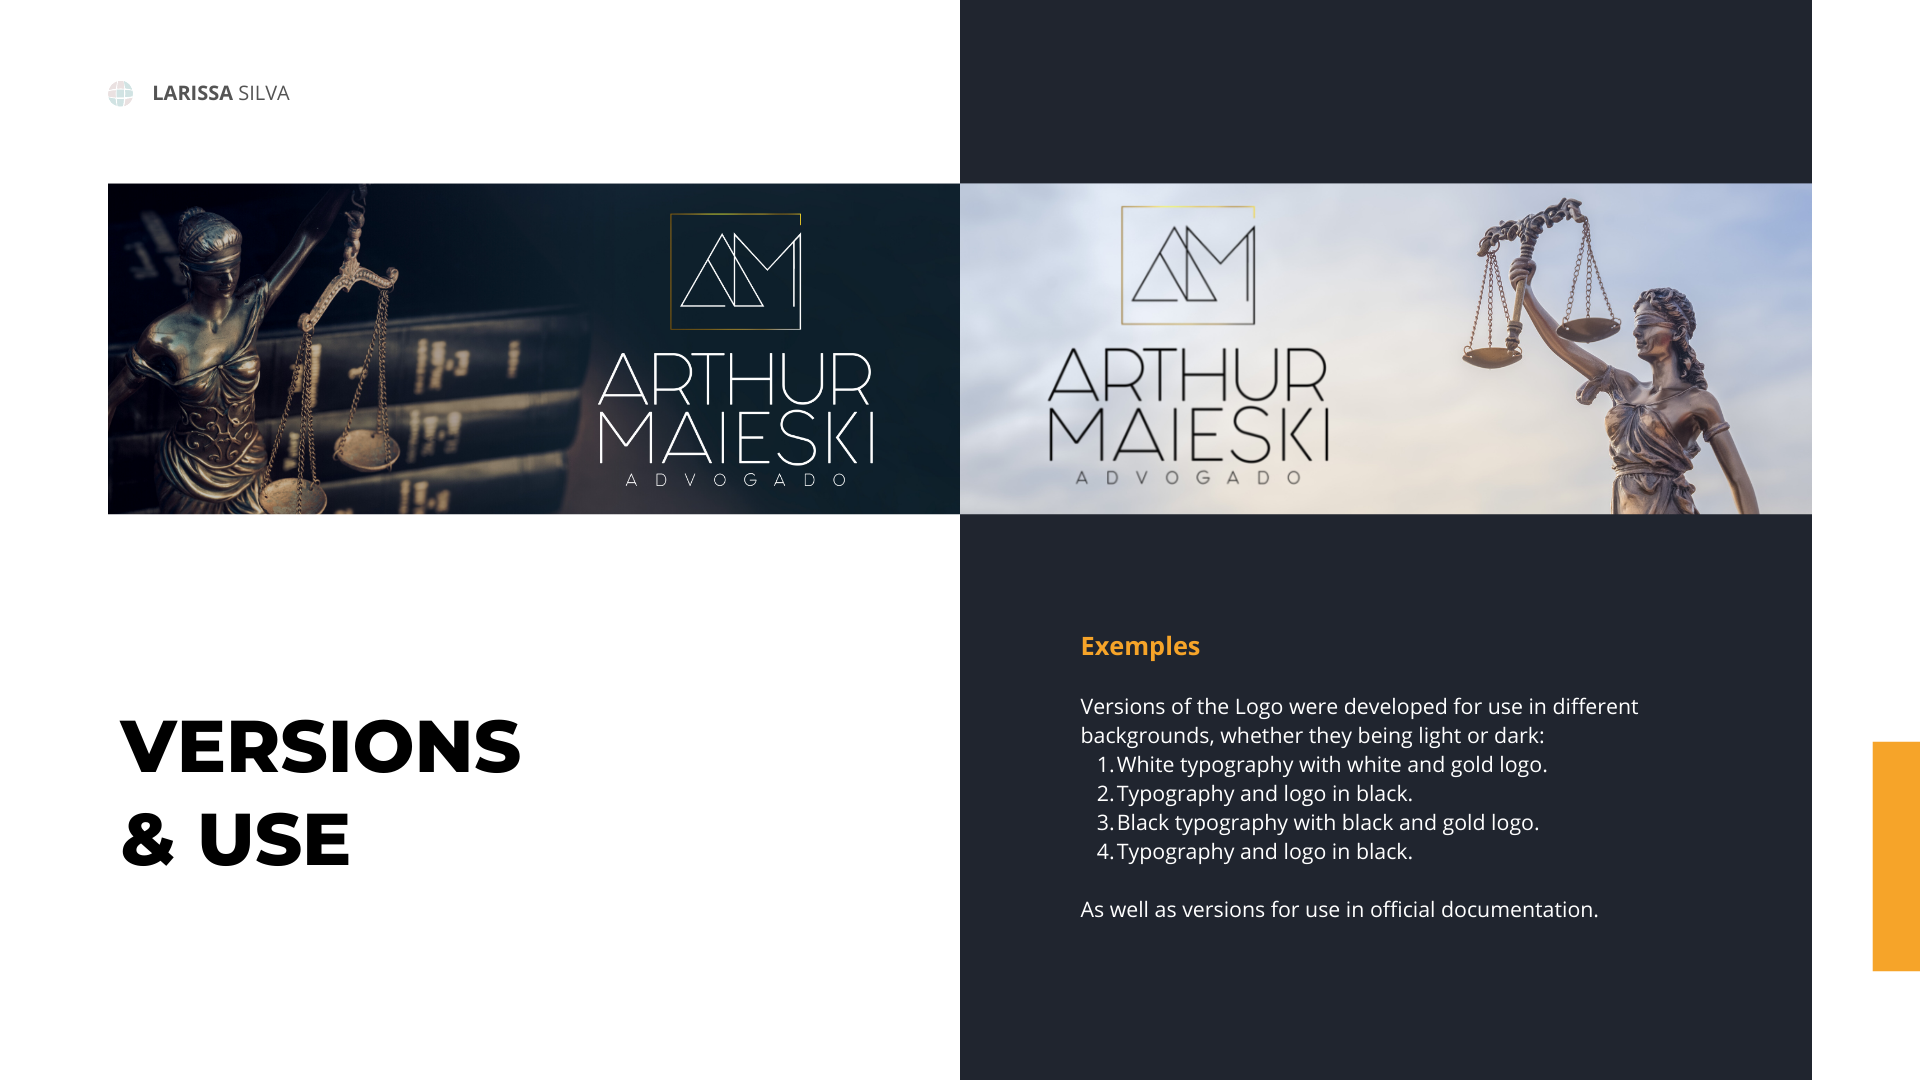 LARISSA SILVA
AM
ARTHUR
MAIESKI
ADVOGADO
AM
ARTHUR
MAIESKI
ADVOGADO
VERSIONS
& USE
Exemples
Versions of the Logo were developed for use in different
backgrounds, whether they being light or dark:
1. White typography with white and gold logo.
2. Typography and logo in black.
3. Black typography with black and gold logo.
4. Typography and logo in black.
As well as versions for use in official documentation.